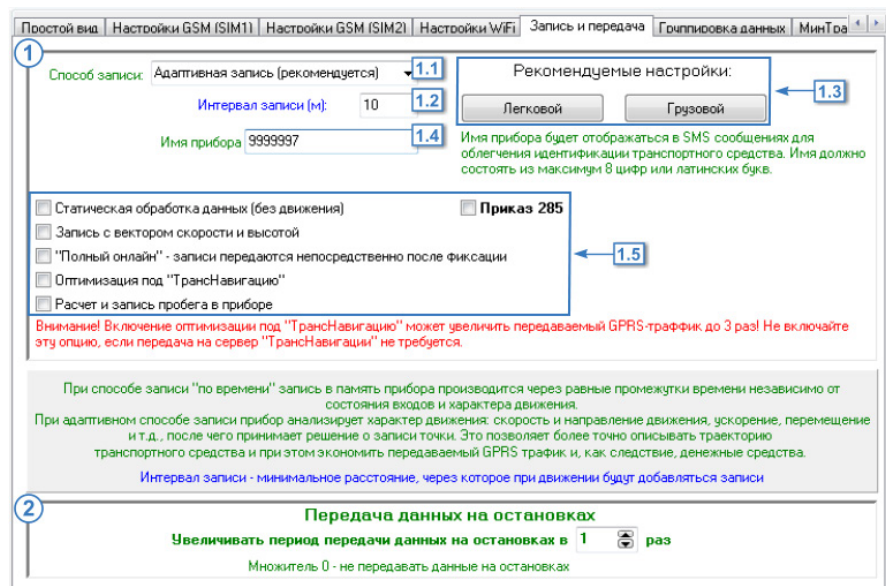 Простой вид Настройки GSM (SIM1) Настройки GSM (SIM2) Настройки WiFi Запись и передача Группировка данных МинТра
1
Способ записи: Адаптивная запись (рекомендуется) 1.1
Рекомендуемые настройки:
1.3
Интервал записи (м): 10 1.2
Легковой Грузовой
Имя прибора 9999997 1.4
Имя прибора будет отображаться в SMS сообщениях для
облегчения идентификации транспортного средства. Имя должно
состоять из максимум 8 цифр или латинских букв.
Статическая обработка данных (без движения) Приказ 285
Запись с вектором скорости и высотой
"Полный онлайн" - записи передаются непосредственно после фиксации 1.5
Оптимизация под "ТрансНавигацию"
Расчет и запись пробега в приборе
Внимание! Включение оптимизации под "ТрансНавигацию" может увеличить передаваемый GPRS-траффик до 3 раз! Не включайте
эту опцию, если передача на сервер "ТрансНавигации" не требуется.
При способе записи "по времени" запись в память прибора производится через равные промежутки времени независимо от
состояния входов и характера движения.
При адаптивном способе записи прибор анализирует характер движения: скорость и направление движения, ускорение, перемещение
и т.д., после чего принимает решение о записи точки. Это позволяет более точно описывать траекторию
транспортного средства и при этом экономить передаваемый GPRS трафик и, как следствие, денежные средства.
Интервал записи - минимальное расстояние, через которое при движении будут добавляться записи
2
Передача данных на остановках
Увеличивать период передачи данных на остановках в 1 раз
Множитель 0 - не передавать данные на остановках